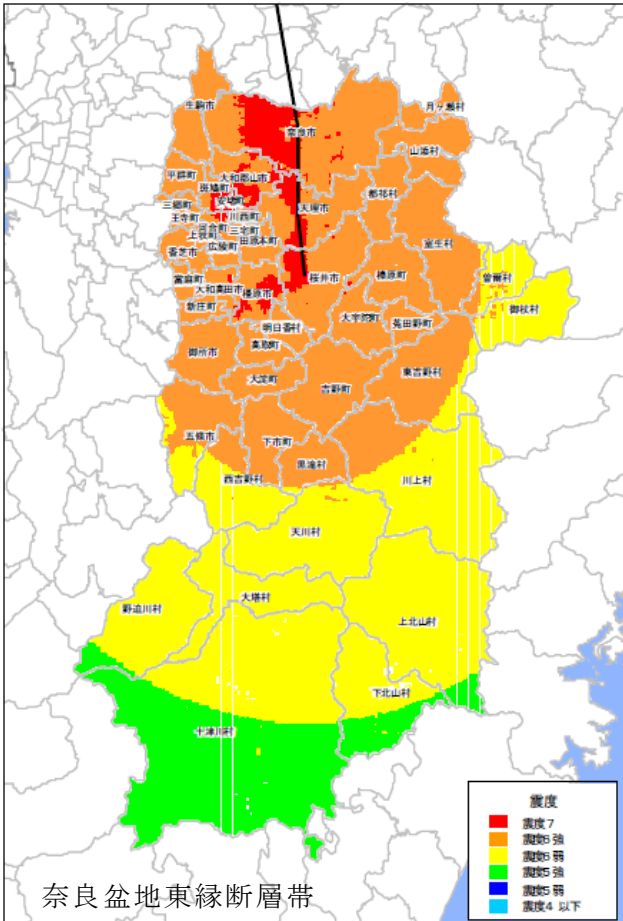 生駒市
月ヶ瀬村
奈良市
山添村
平群町
大和郡山市
斑鳩町
都祁村
三郷町
安堵町
天理市
王寺町
川西町
河合町
三宅町
上牧町
田原本町
広陵町
室生村
香芝市
曽爾村
當麻町
桜井市
榛原町
大和高田市
橿原市
御杖村
新庄町
大宇陀町
菟田野町
明日香村
高取町
御所市
東吉野村
大淀町
吉野町
五條市
下市町
黒滝村
西吉野村
川上村
天川村
大塔村
野迫川村
上北山村
下北山村
十津川村
震度
震度7
震度6強
震度6弱
震度5強
震度5弱
震度4 以下
奈良盆地東縁断層帯